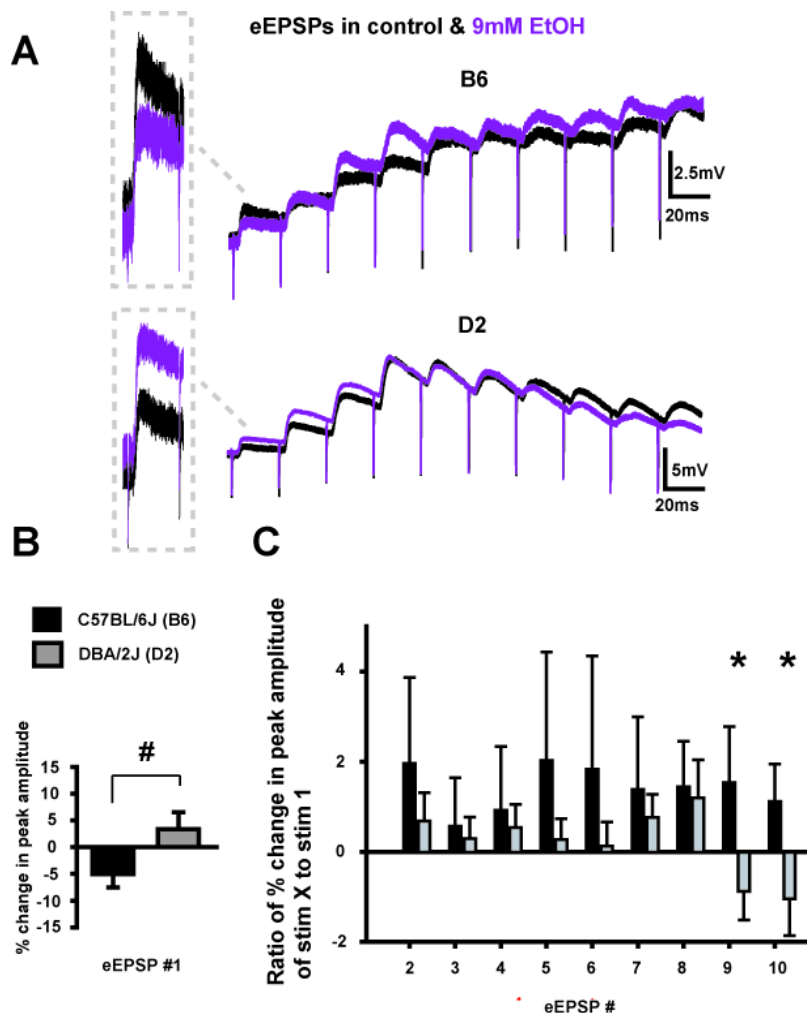 eEPSPs in control & 9mM EtOH
A
B6
2.5mV
20ms
D2
5mV
20ms
B
C
C57BL/6J (B6)
DBA/2J (D2)
% change in peak amplitude
15
10
5
0
-5
-10
-15
#
eEPSP #1
Ratio of % change in peak amplitude
of stim X to stim 1
4
2
0
-2
* *
2 3 4 5 6 7 8 9 10
eEPSP #